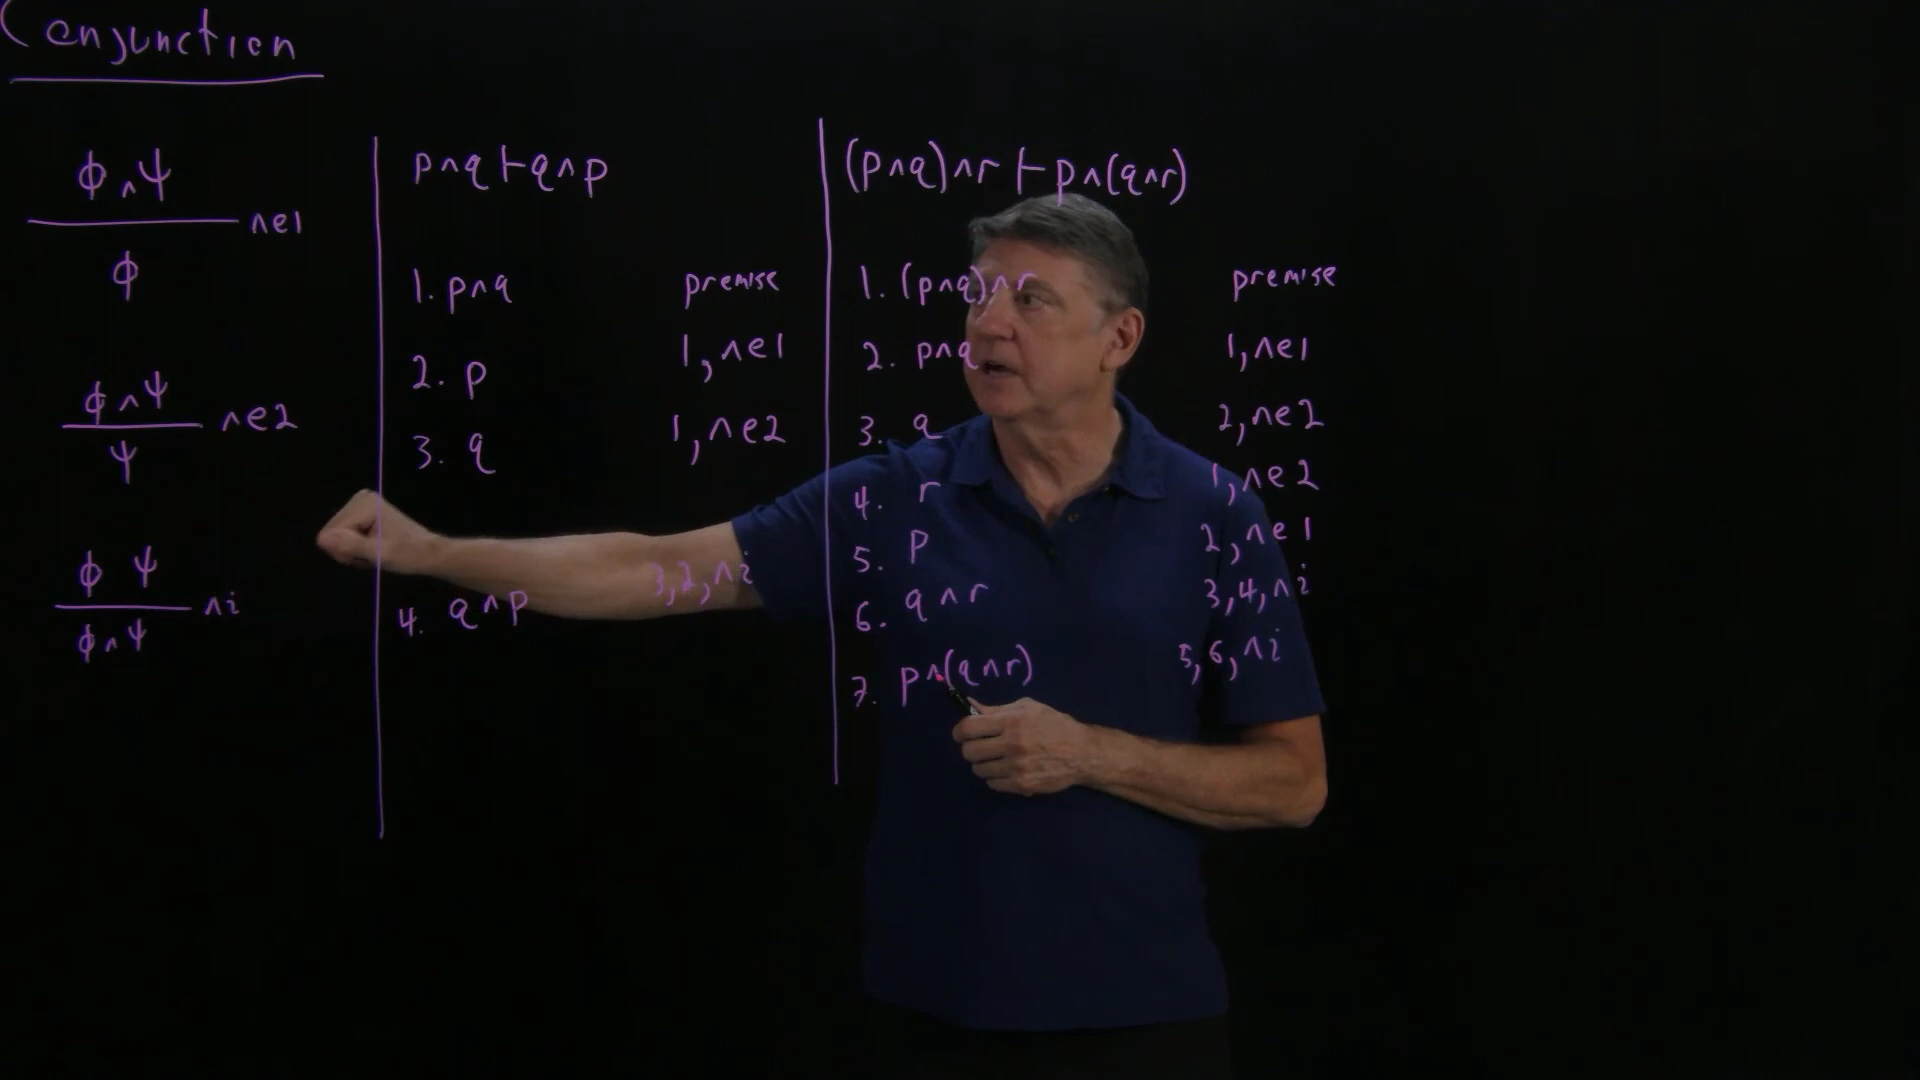 Conjunction
ϕ ∧ ψ
∧e1
ϕ
ϕ ∧ ψ
∧e2
ψ
ϕ ψ
∧i
ϕ ∧ ψ
p∧q ⊢ q∧p
1. p∧q premise
2. p 1,∧e1
3. q 1,∧e2
4. q∧p 3,2,∧i
(p∧q)∧r ⊢ p∧(q∧r)
1. (p∧q)∧r premise
2. p∧q 1,∧e1
3. q 2,∧e2
4. r 1,∧e2
5. p 2,∧e1
6. q∧r 3,4,∧i
7. p∧(q∧r) 5,6,∧i